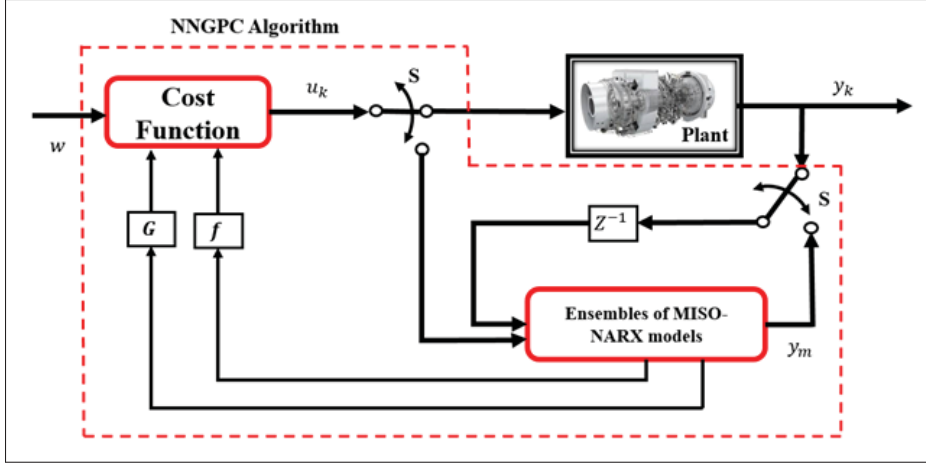 NNGPC Algorithm
Cost
Function
w
u_k
S
Plant
y_k
S
G
f
Z^{-1}
Ensembles of MISO-
NARX models
y_m